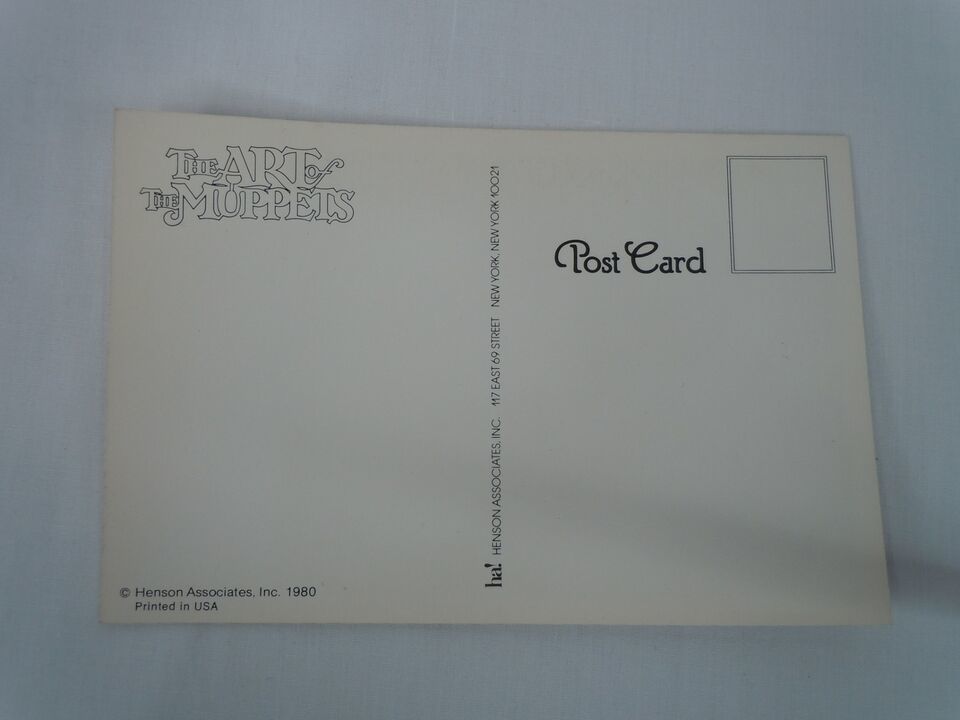 THE ART of
THE MUPPETS
© Henson Associates, Inc. 1980
Printed in USA
ha! HENSON ASSOCIATES, INC. 117 EAST 69 STREET NEW YORK, NEW YORK 10021
Post Card